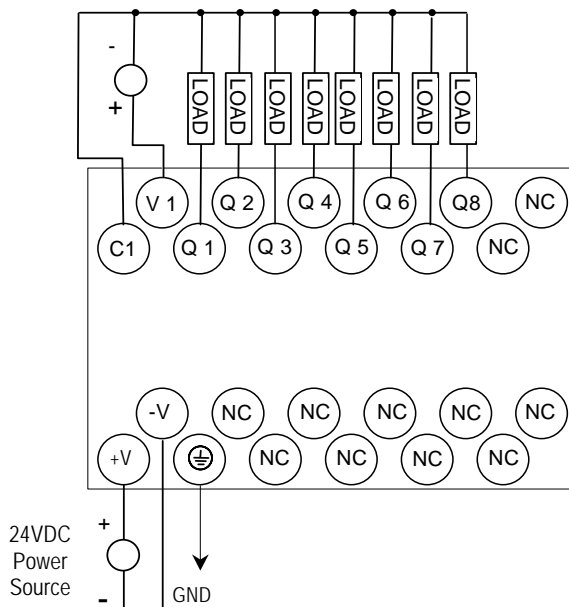 -
+
LOAD LOAD LOAD LOAD LOAD LOAD LOAD LOAD
V 1 Q 2 Q 4 Q 6 Q8 NC
C1 Q 1 Q 3 Q 5 Q 7 NC
-V NC NC NC NC NC
+V NC NC NC NC
+
24VDC
Power
Source
-
GND